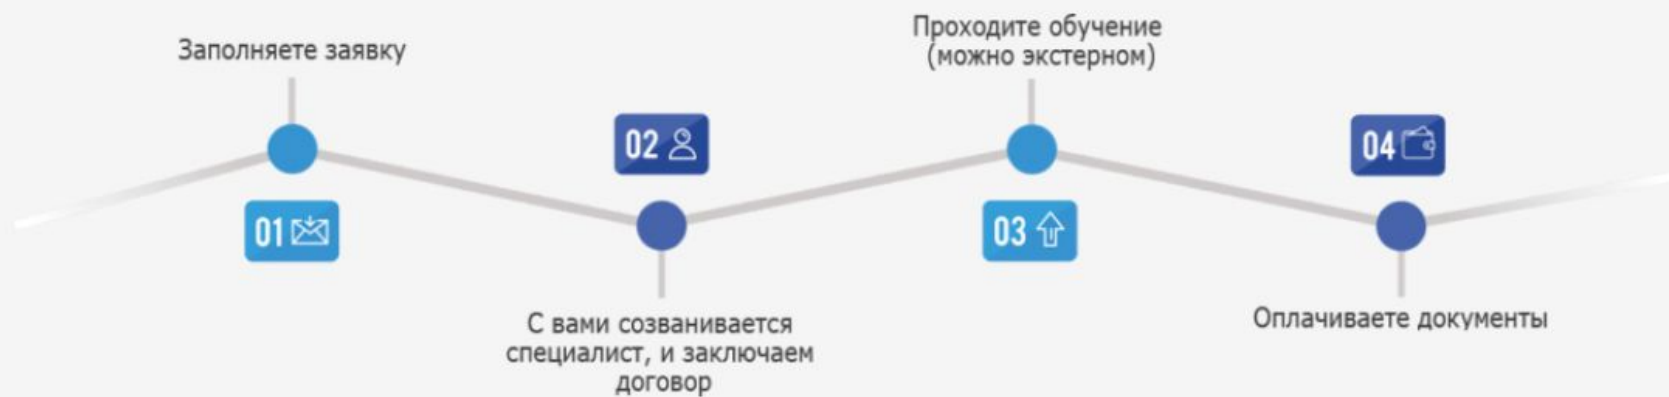 Заполняете заявку
01
02
С вами созванивается
специалист, и заключаем
договор
Проходите обучение
(можно экстерном)
03
04
Оплачиваете документы